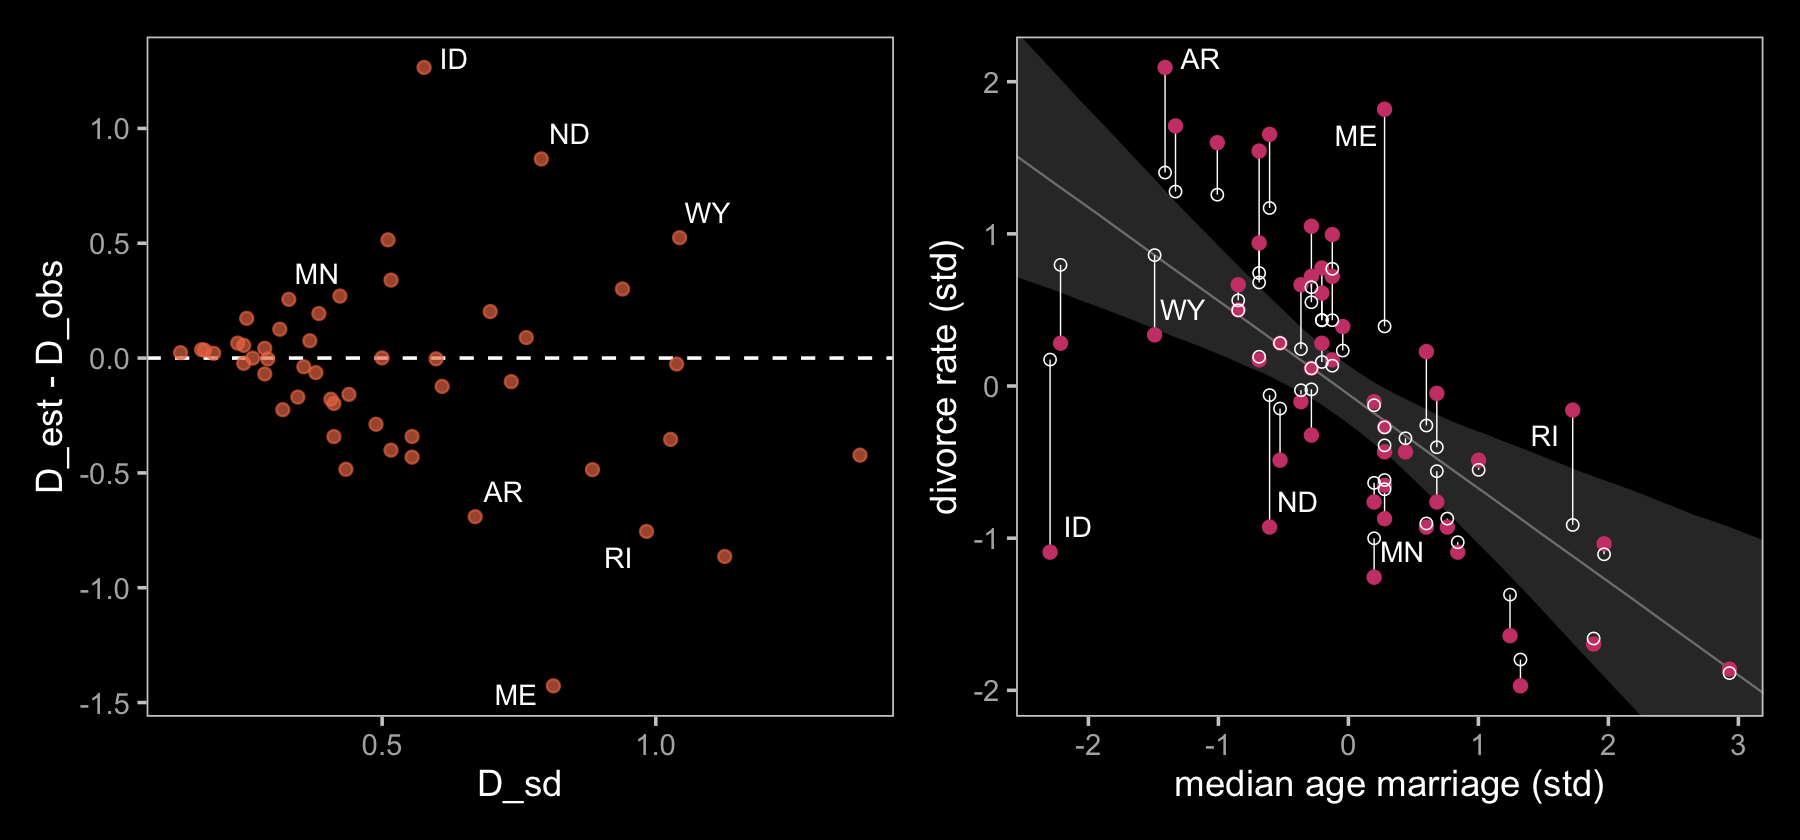 ID
ND
WY
MN
AR
RI
ME
1.0
0.5
0.0
-0.5
-1.0
-1.5
D_est - D_obs
0.5
1.0
D_sd
AR
ME
WY
RI
ND
ID
MN
2
1
0
-1
-2
divorce rate (std)
-2
-1
0
1
2
3
median age marriage (std)